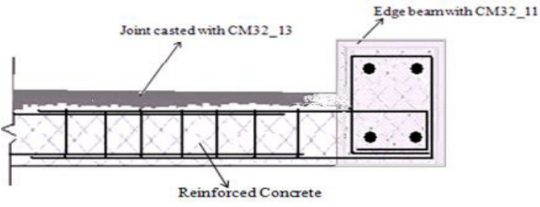 Edge beam with CM32_11
Joint casted with CM32_13
Reinforced Concrete